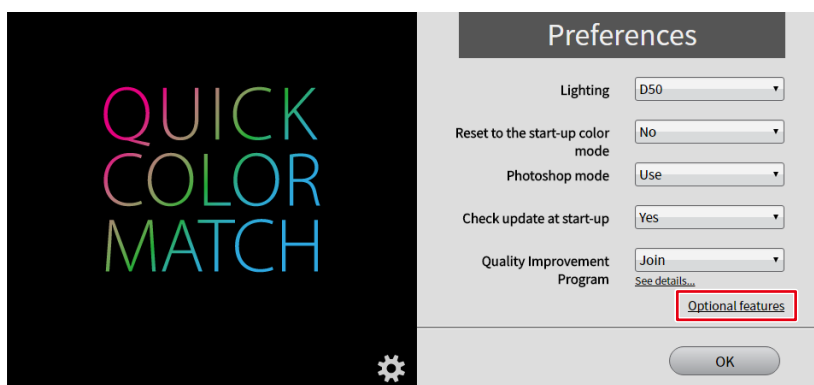 QUICK
COLOR
MATCH
Preferences
Lighting D50
Reset to the start-up color No
mode
Photoshop mode Use
Check update at start-up Yes
Quality Improvement Join
Program See details...
Optional features
OK